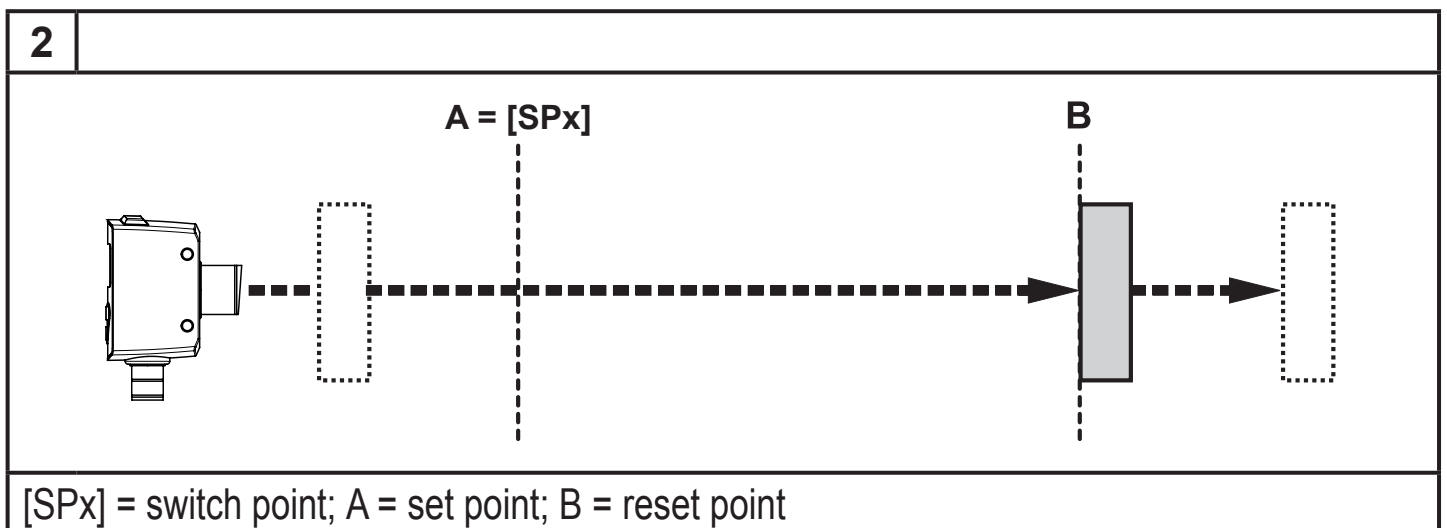 2
A = [SPx]
B
[SPx] = switch point; A = set point; B = reset point